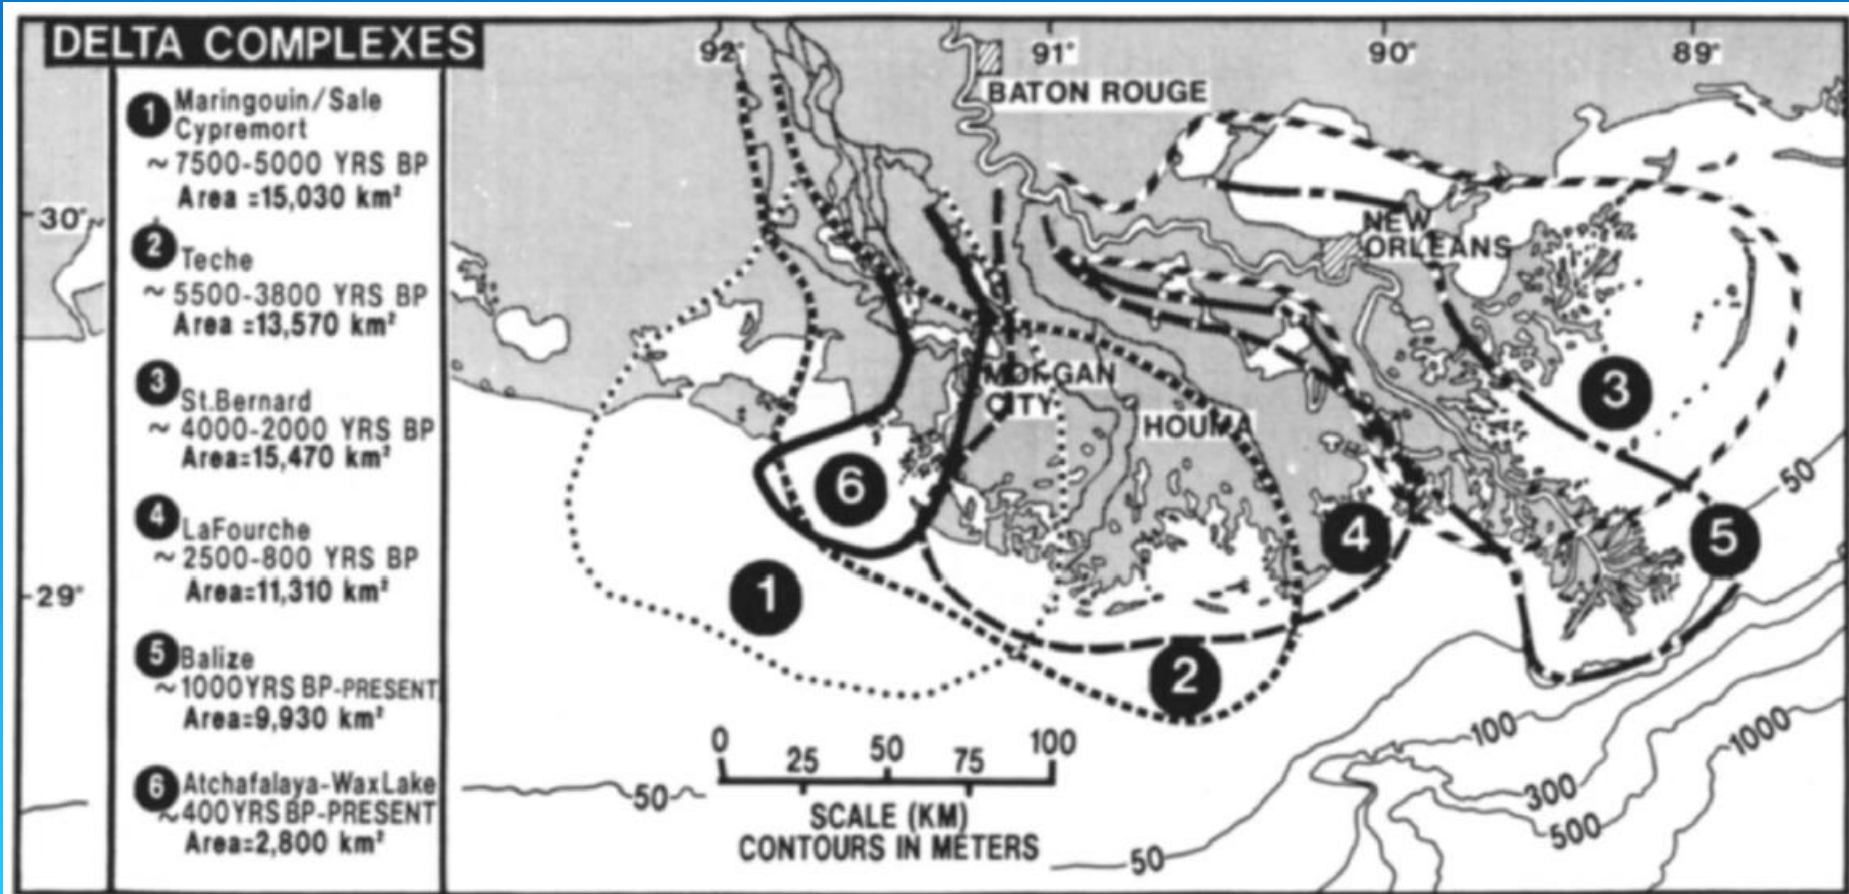 DELTA COMPLEXES
1
Maringouin/Sale
Cypremort
~ 7500-5000 YRS BP
Area =15,030 km²
2
Teche
~ 5500-3800 YRS BP
Area =13,570 km²
3
St.Bernard
~ 4000-2000 YRS BP
Area=15,470 km²
4
LaFourche
~ 2500-800 YRS BP
Area=11,310 km²
5
Balize
~1000YRS BP-PRESENT
Area=9,930 km²
6
Atchafalaya-WaxLake
~400YRS BP-PRESENT
Area=2,800 km²
92° 91° 90° 89°
30°
29°
BATON ROUGE
NEW
ORLEANS
MORGAN
CITY
HOUMA
3
6
4
5
1
2
50
100
300
500
1000
50
50
0 25 50 75 100
SCALE (KM)
CONTOURS IN METERS